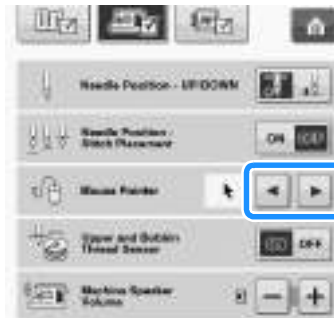 Needle Position - UP/DOWN
Needle Position -
Stitch Placement
ON OFF
Mouse Pointer
Upper and Bobbin
Thread Sensor
ON OFF
Machine Speaker
Volume